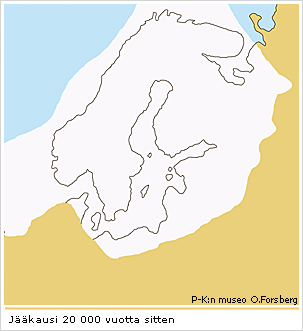 P-K:n museo O.Forsberg
Jääkausi 20 000 vuotta sitten